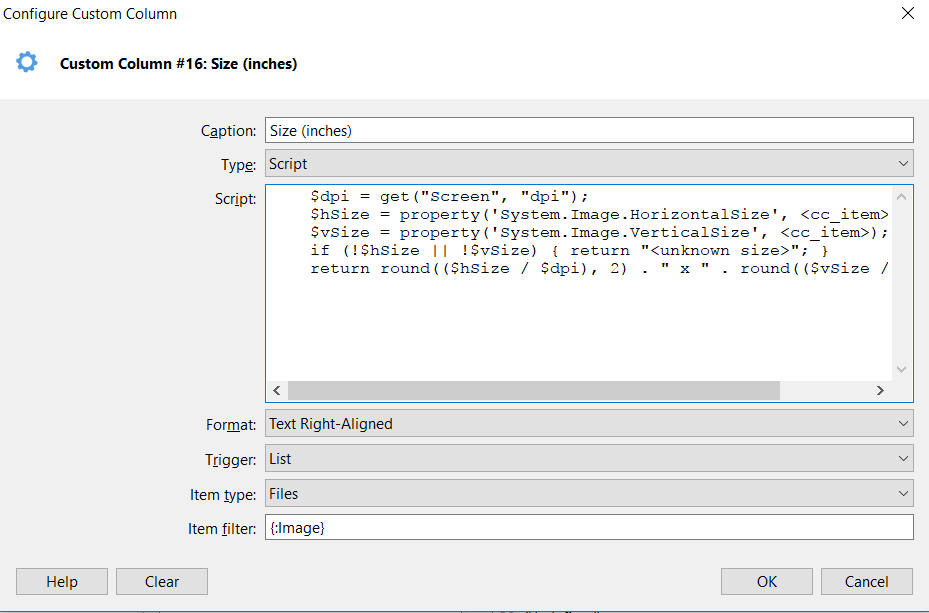 Configure Custom Column
Custom Column #16: Size (inches)
Caption: Size (inches)
Type: Script
Script:
$dpi = get("Screen", "dpi");
$hSize = property('System.Image.HorizontalSize', <cc_item>
$vSize = property('System.Image.VerticalSize', <cc_item>);
if (!$hSize || !$vSize) { return "<unknown size>"; }
return round(($hSize / $dpi), 2) . " x " . round(($vSize /
Format: Text Right-Aligned
Trigger: List
Item type: Files
Item filter: {:Image}
Help Clear OK Cancel